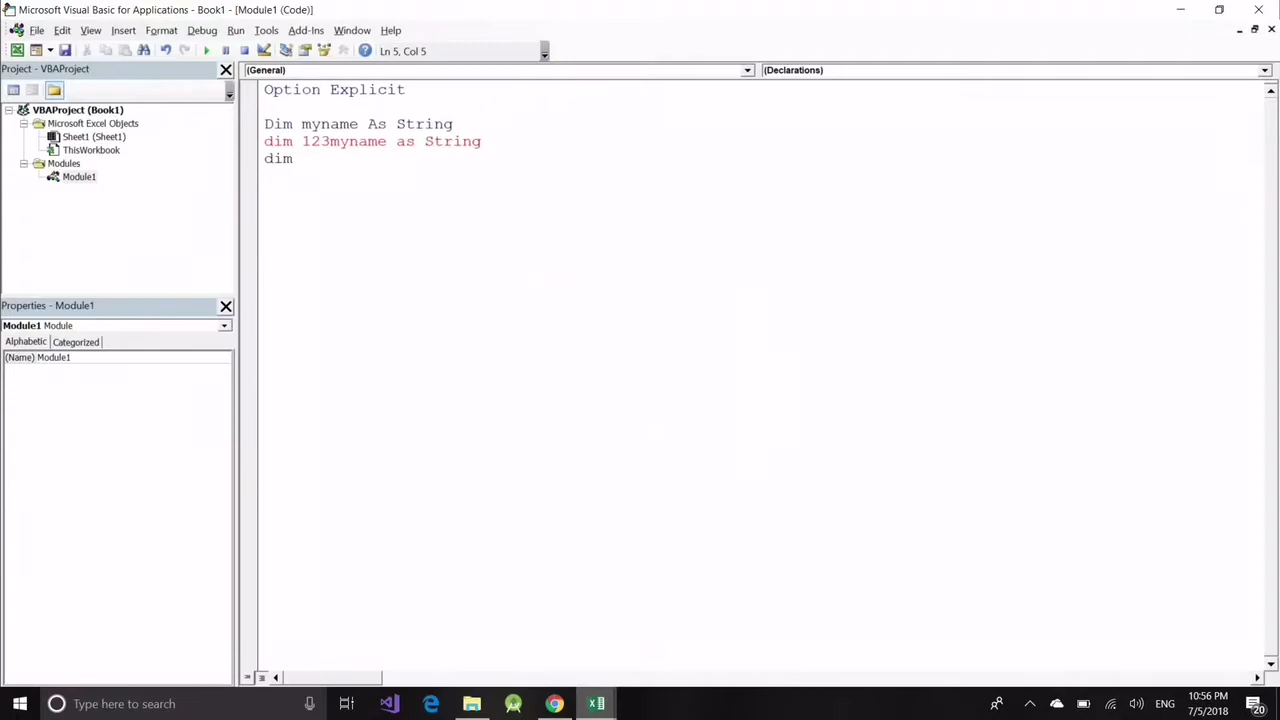 Microsoft Visual Basic for Applications - Book1 - [Module1 (Code)]
File Edit View Insert Format Debug Run Tools Add-Ins Window Help
Ln 5, Col 5
Project - VBAProject
VBAProject (Book1)
Microsoft Excel Objects
Sheet1 (Sheet1)
ThisWorkbook
Modules
Module1
Properties - Module1
Module1 Module
Alphabetic Categorized
(Name) Module1
(General) (Declarations)
Option Explicit
Dim myname As String
dim 123myname as String
dim
Type here to search
ENG
10:56 PM
7/5/2018
20